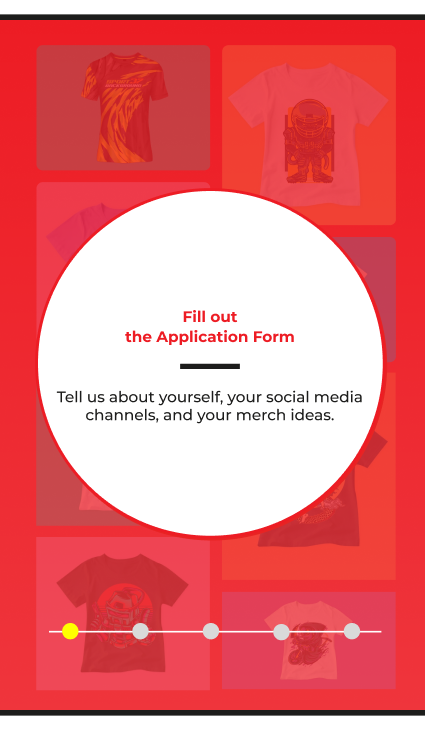 Fill out
the Application Form
Tell us about yourself, your social media
channels, and your merch ideas.